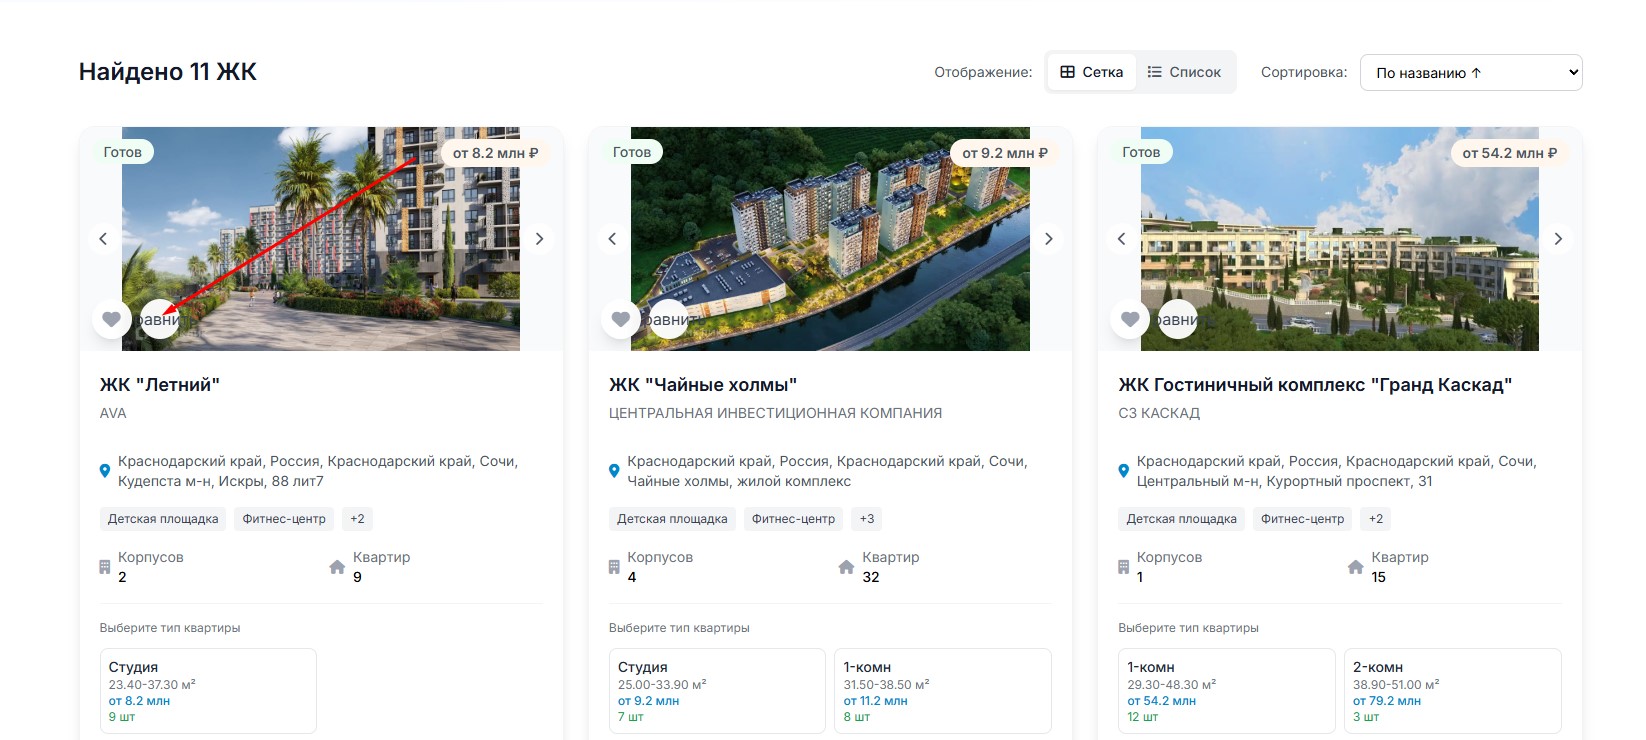 Найдено 11 ЖК
Отображение: Сетка Список Сортировка: По названию ↑
Готов от 8.2 млн ₽
равнит
ЖК "Летний"
AVA
Краснодарский край, Россия, Краснодарский край, Сочи,
Кудепста м-н, Искры, 88 лит7
Детская площадка Фитнес-центр +2
Корпусов Квартир
2 9
Выберите тип квартиры
Студия
23.40-37.30 м²
от 8.2 млн
9 шт
Готов от 9.2 млн ₽
равнит
ЖК "Чайные холмы"
ЦЕНТРАЛЬНАЯ ИНВЕСТИЦИОННАЯ КОМПАНИЯ
Краснодарский край, Россия, Краснодарский край, Сочи,
Чайные холмы, жилой комплекс
Детская площадка Фитнес-центр +3
Корпусов Квартир
4 32
Выберите тип квартиры
Студия
25.00-33.90 м²
от 9.2 млн
7 шт
1-комн
31.50-38.50 м²
от 11.2 млн
8 шт
Готов от 54.2 млн ₽
равнит
ЖК Гостиничный комплекс "Гранд Каскад"
СЗ КАСКАД
Краснодарский край, Россия, Краснодарский край, Сочи,
Центральный м-н, Курортный проспект, 31
Детская площадка Фитнес-центр +2
Корпусов Квартир
1 15
Выберите тип квартиры
1-комн
29.30-48.30 м²
от 54.2 млн
12 шт
2-комн
38.90-51.00 м²
от 79.2 млн
3 шт